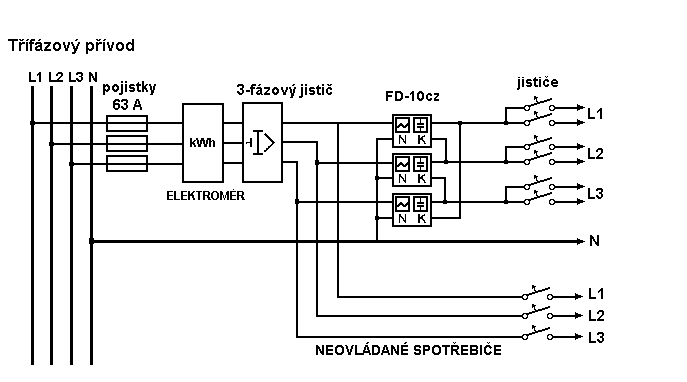 Třífázový přívod
L1 L2 L3 N
pojistky
63 A
3-fázový jistič
FD-10cz
jističe
kWh
ELEKTROMÉR
N K
N K
N K
L1
L2
L3
N
L1
L2
L3
NEOVLÁDANÉ SPOTŘEBIČE